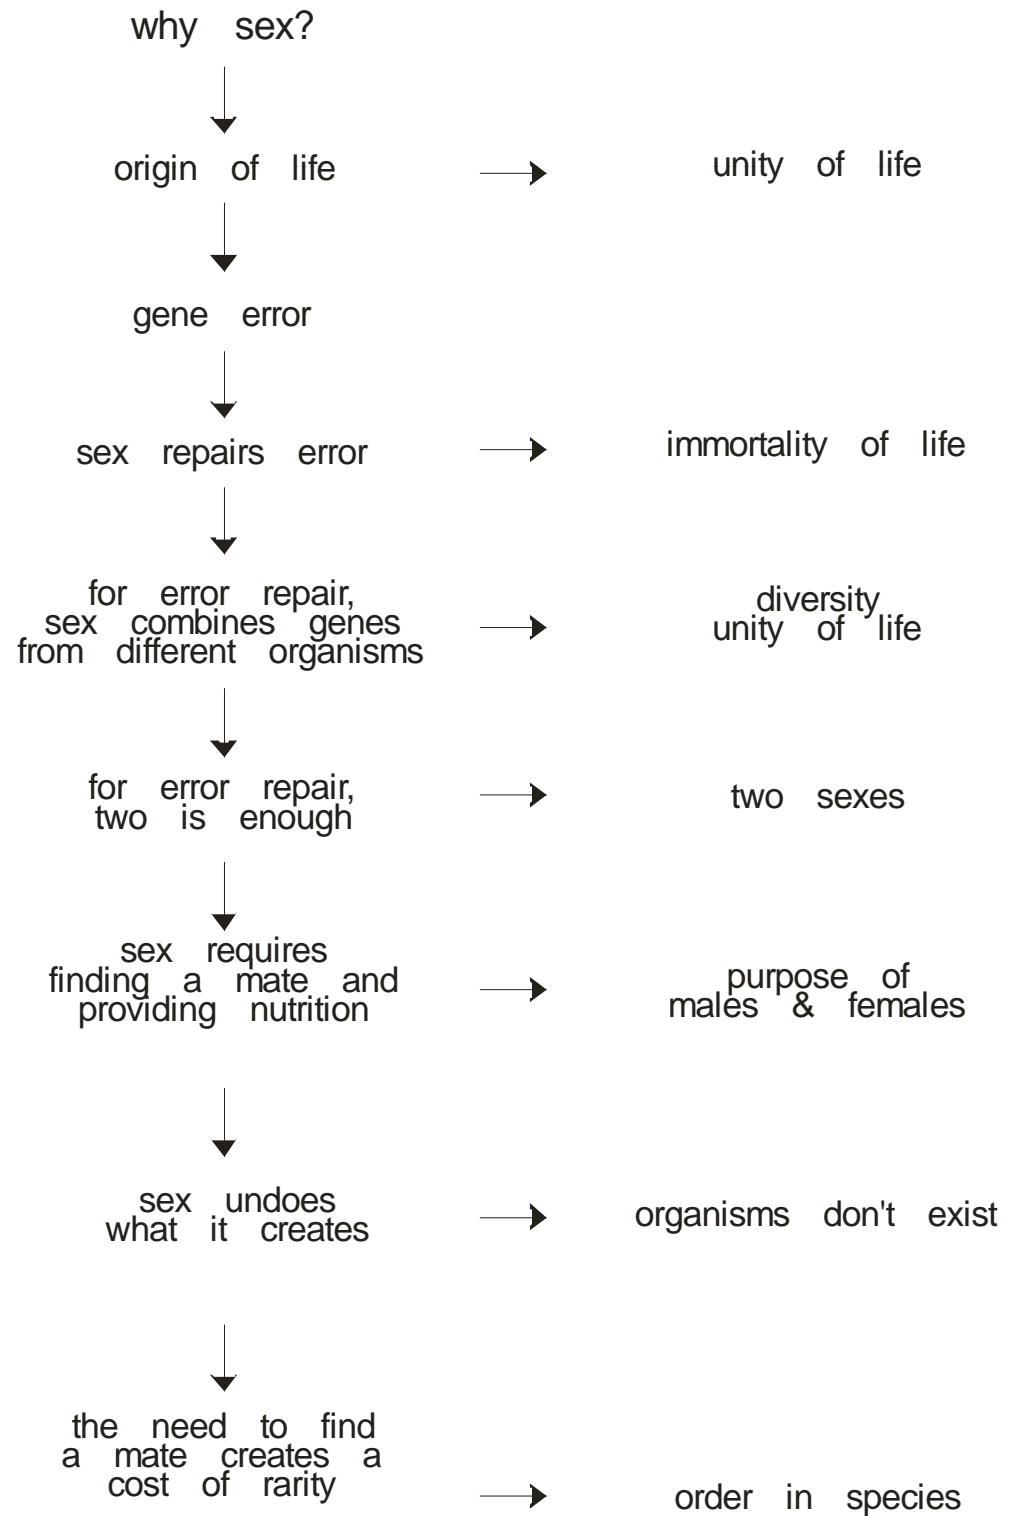 why sex?
origin of life
unity of life
gene error
sex repairs error
immortality of life
for error repair,
sex combines genes
from different organisms
diversity
unity of life
for error repair,
two is enough
two sexes
sex requires
finding a mate and
providing nutrition
purpose of
males & females
sex undoes
what it creates
organisms don't exist
the need to find
a mate creates a
cost of rarity
order in species